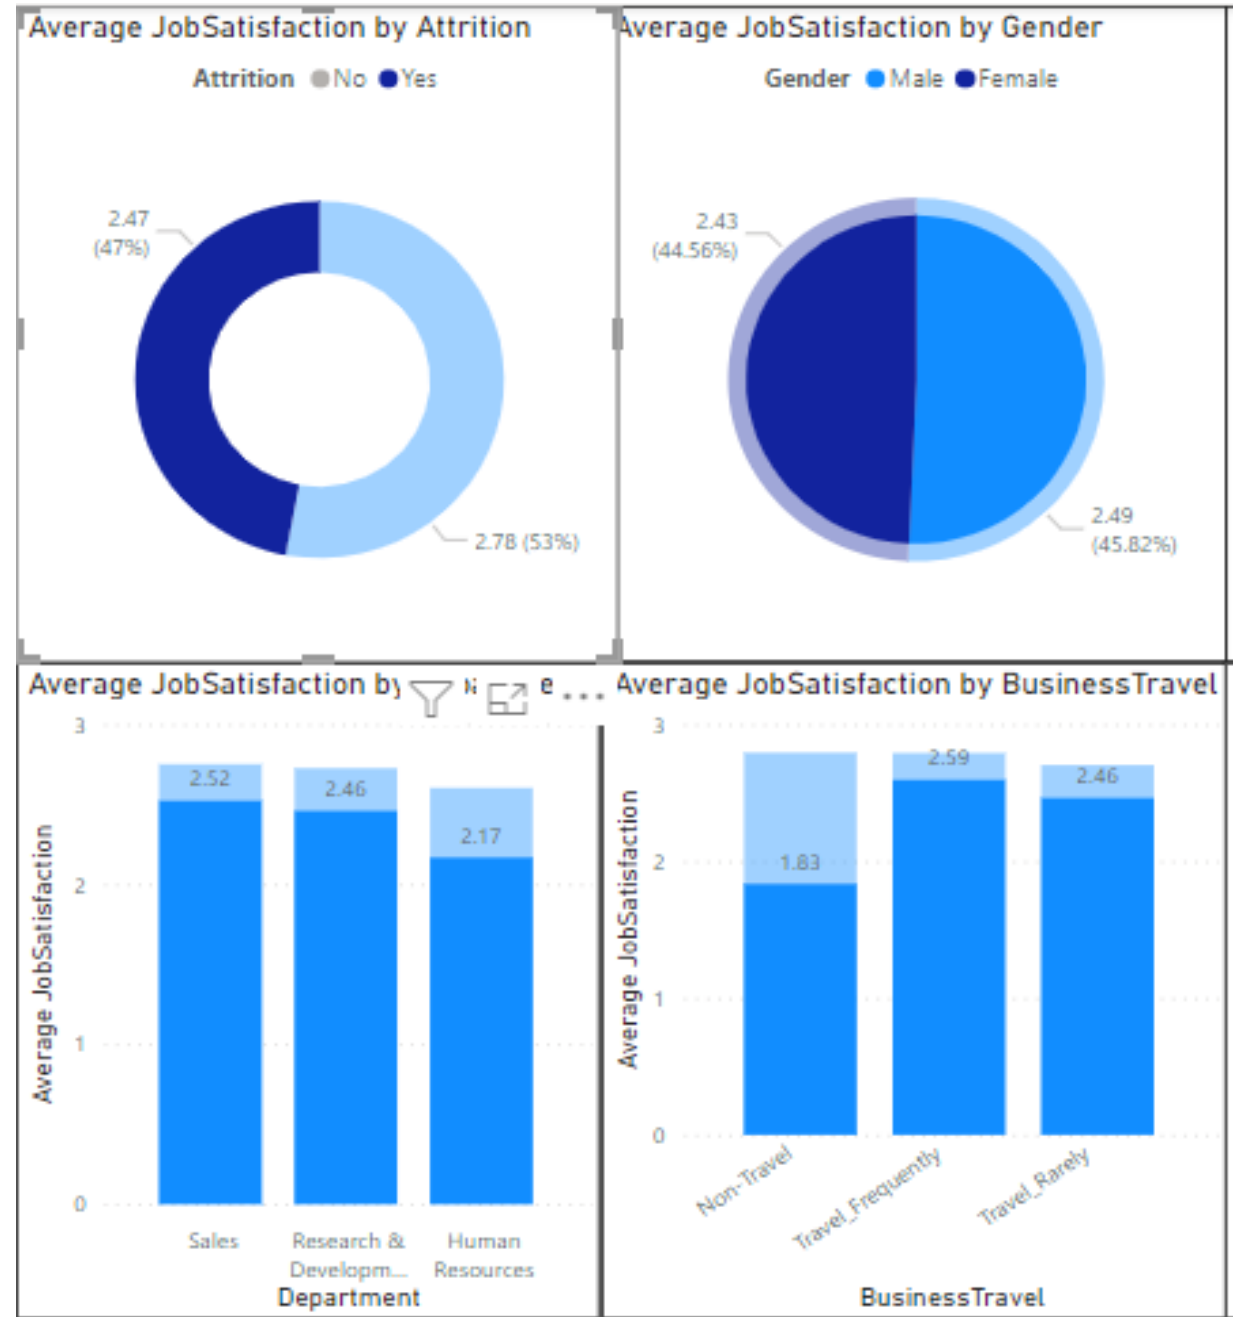 Average JobSatisfaction by Attrition
Attrition No Yes
2.47
(47%)
2.78 (53%)
Average JobSatisfaction by Gender
Gender Male Female
2.43
(44.56%)
2.49
(45.82%)
Average JobSatisfaction by
3
2
1
0
Average JobSatisfaction
2.52
2.46
2.17
Sales
Research &
Developm...
Human
Resources
Department
Average JobSatisfaction by BusinessTravel
3
2
1
0
Average JobSatisfaction
1.83
2.59
2.46
Non-Travel
Travel_Frequently
Travel_Rarely
BusinessTravel